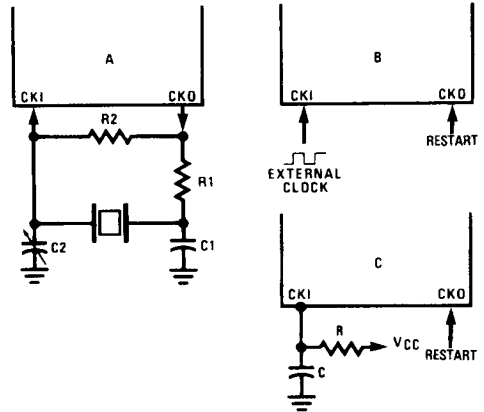 A
CKI CKO
R2
R1
C2 C1
B
CKI CKO
RESTART
EXTERNAL
CLOCK
C
CKI CKO
R
VCC
RESTART
C